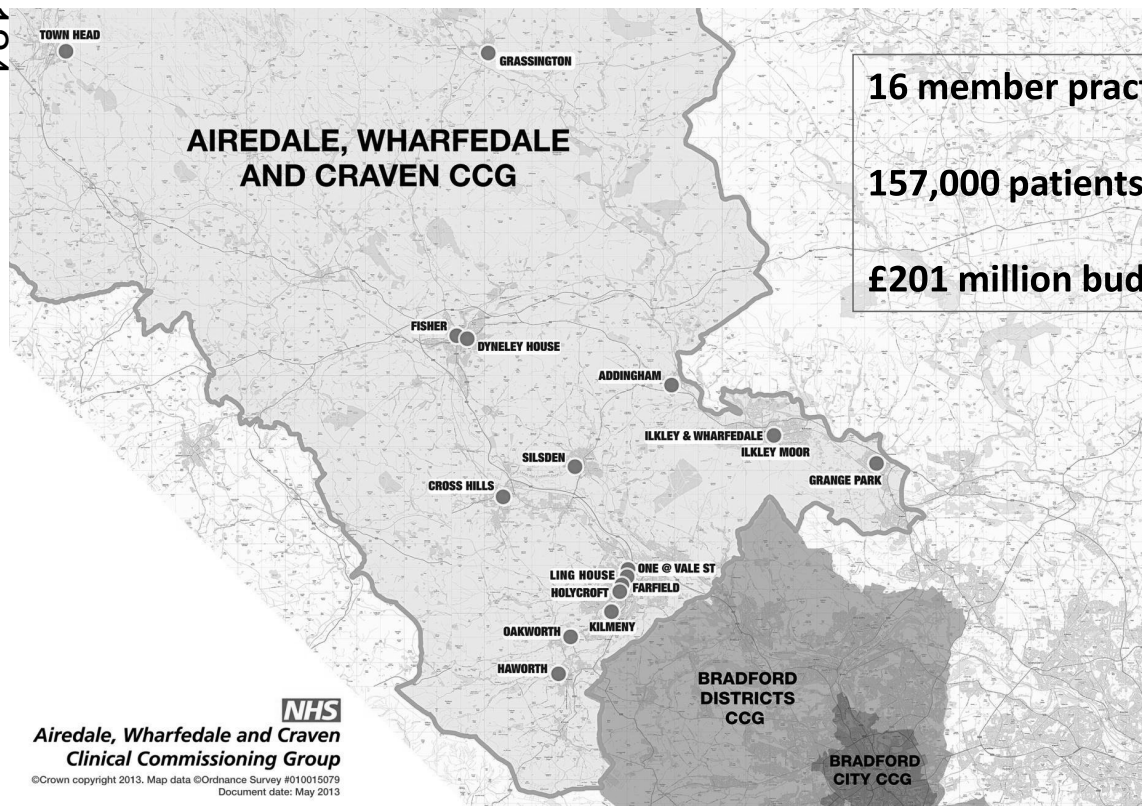 TOWN HEAD
GRASSINGTON
AIREDALE, WHARFEDALE
AND CRAVEN CCG
16 member pract
157,000 patients
£201 million bud
FISHER
DYNELEY HOUSE
ADDINGHAM
ILKLEY & WHARFEDALE
ILKLEY MOOR
GRANGE PARK
SILSDEN
CROSS HILLS
ONE @ VALE ST
LING HOUSE
FARFIELD
HOLYCROFT
KILMENY
OAKWORTH
HAWORTH
BRADFORD
DISTRICTS
CCG
BRADFORD
CITY CCG
NHS
Airedale, Wharfedale and Craven
Clinical Commissioning Group
©Crown copyright 2013. Map data ©Ordnance Survey #010015079
Document date: May 2013